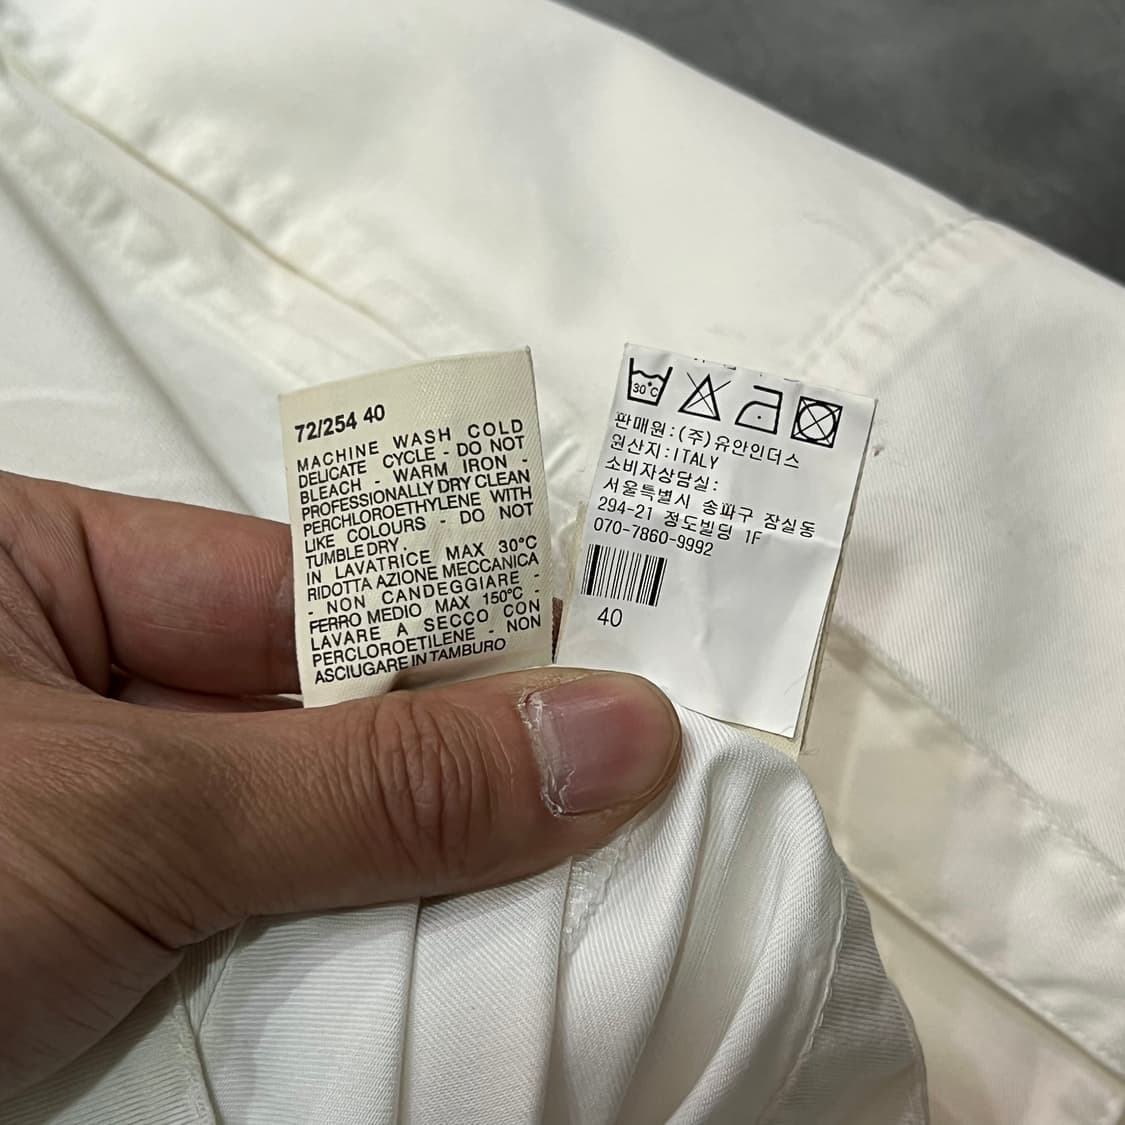 72/254 40
MACHINE WASH COLD
DELICATE CYCLE - DO NOT
BLEACH - WARM IRON -
PROFESSIONALLY DRY CLEAN
PERCHLOROETHYLENE WITH
LIKE COLOURS - DO NOT
TUMBLE DRY.
IN LAVATRICE MAX 30°C
RIDOTTA AZIONE MECCANICA
- NON CANDEGGIARE -
FERRO MEDIO MAX 150°C -
LAVARE A SECCO CON
PERCLOROETILENE - NON
ASCIUGARE IN TAMBURO
30°C
판매원:(주)유안인더스
원산지:ITALY
소비자상담실:
서울특별시 송파구 잠실동
294-21 정도빌딩 1F
070-7860-9992
40